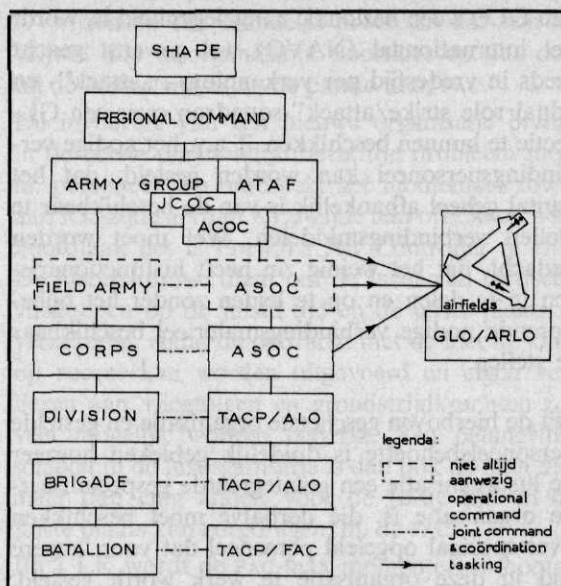 SHAPE
REGIONAL COMMAND
ARMY GROUP ATAF
JCOC
ACOC
FIELD ARMY ASOC
airfields
CORPS ASOC
GLO/ARLO
DIVISION TACP/ALO
legenda:
niet altijd
aanwezig
BRIGADE TACP/ALO
operational
command
joint command
&coördination
BATALLION TACP/FAC
tasking